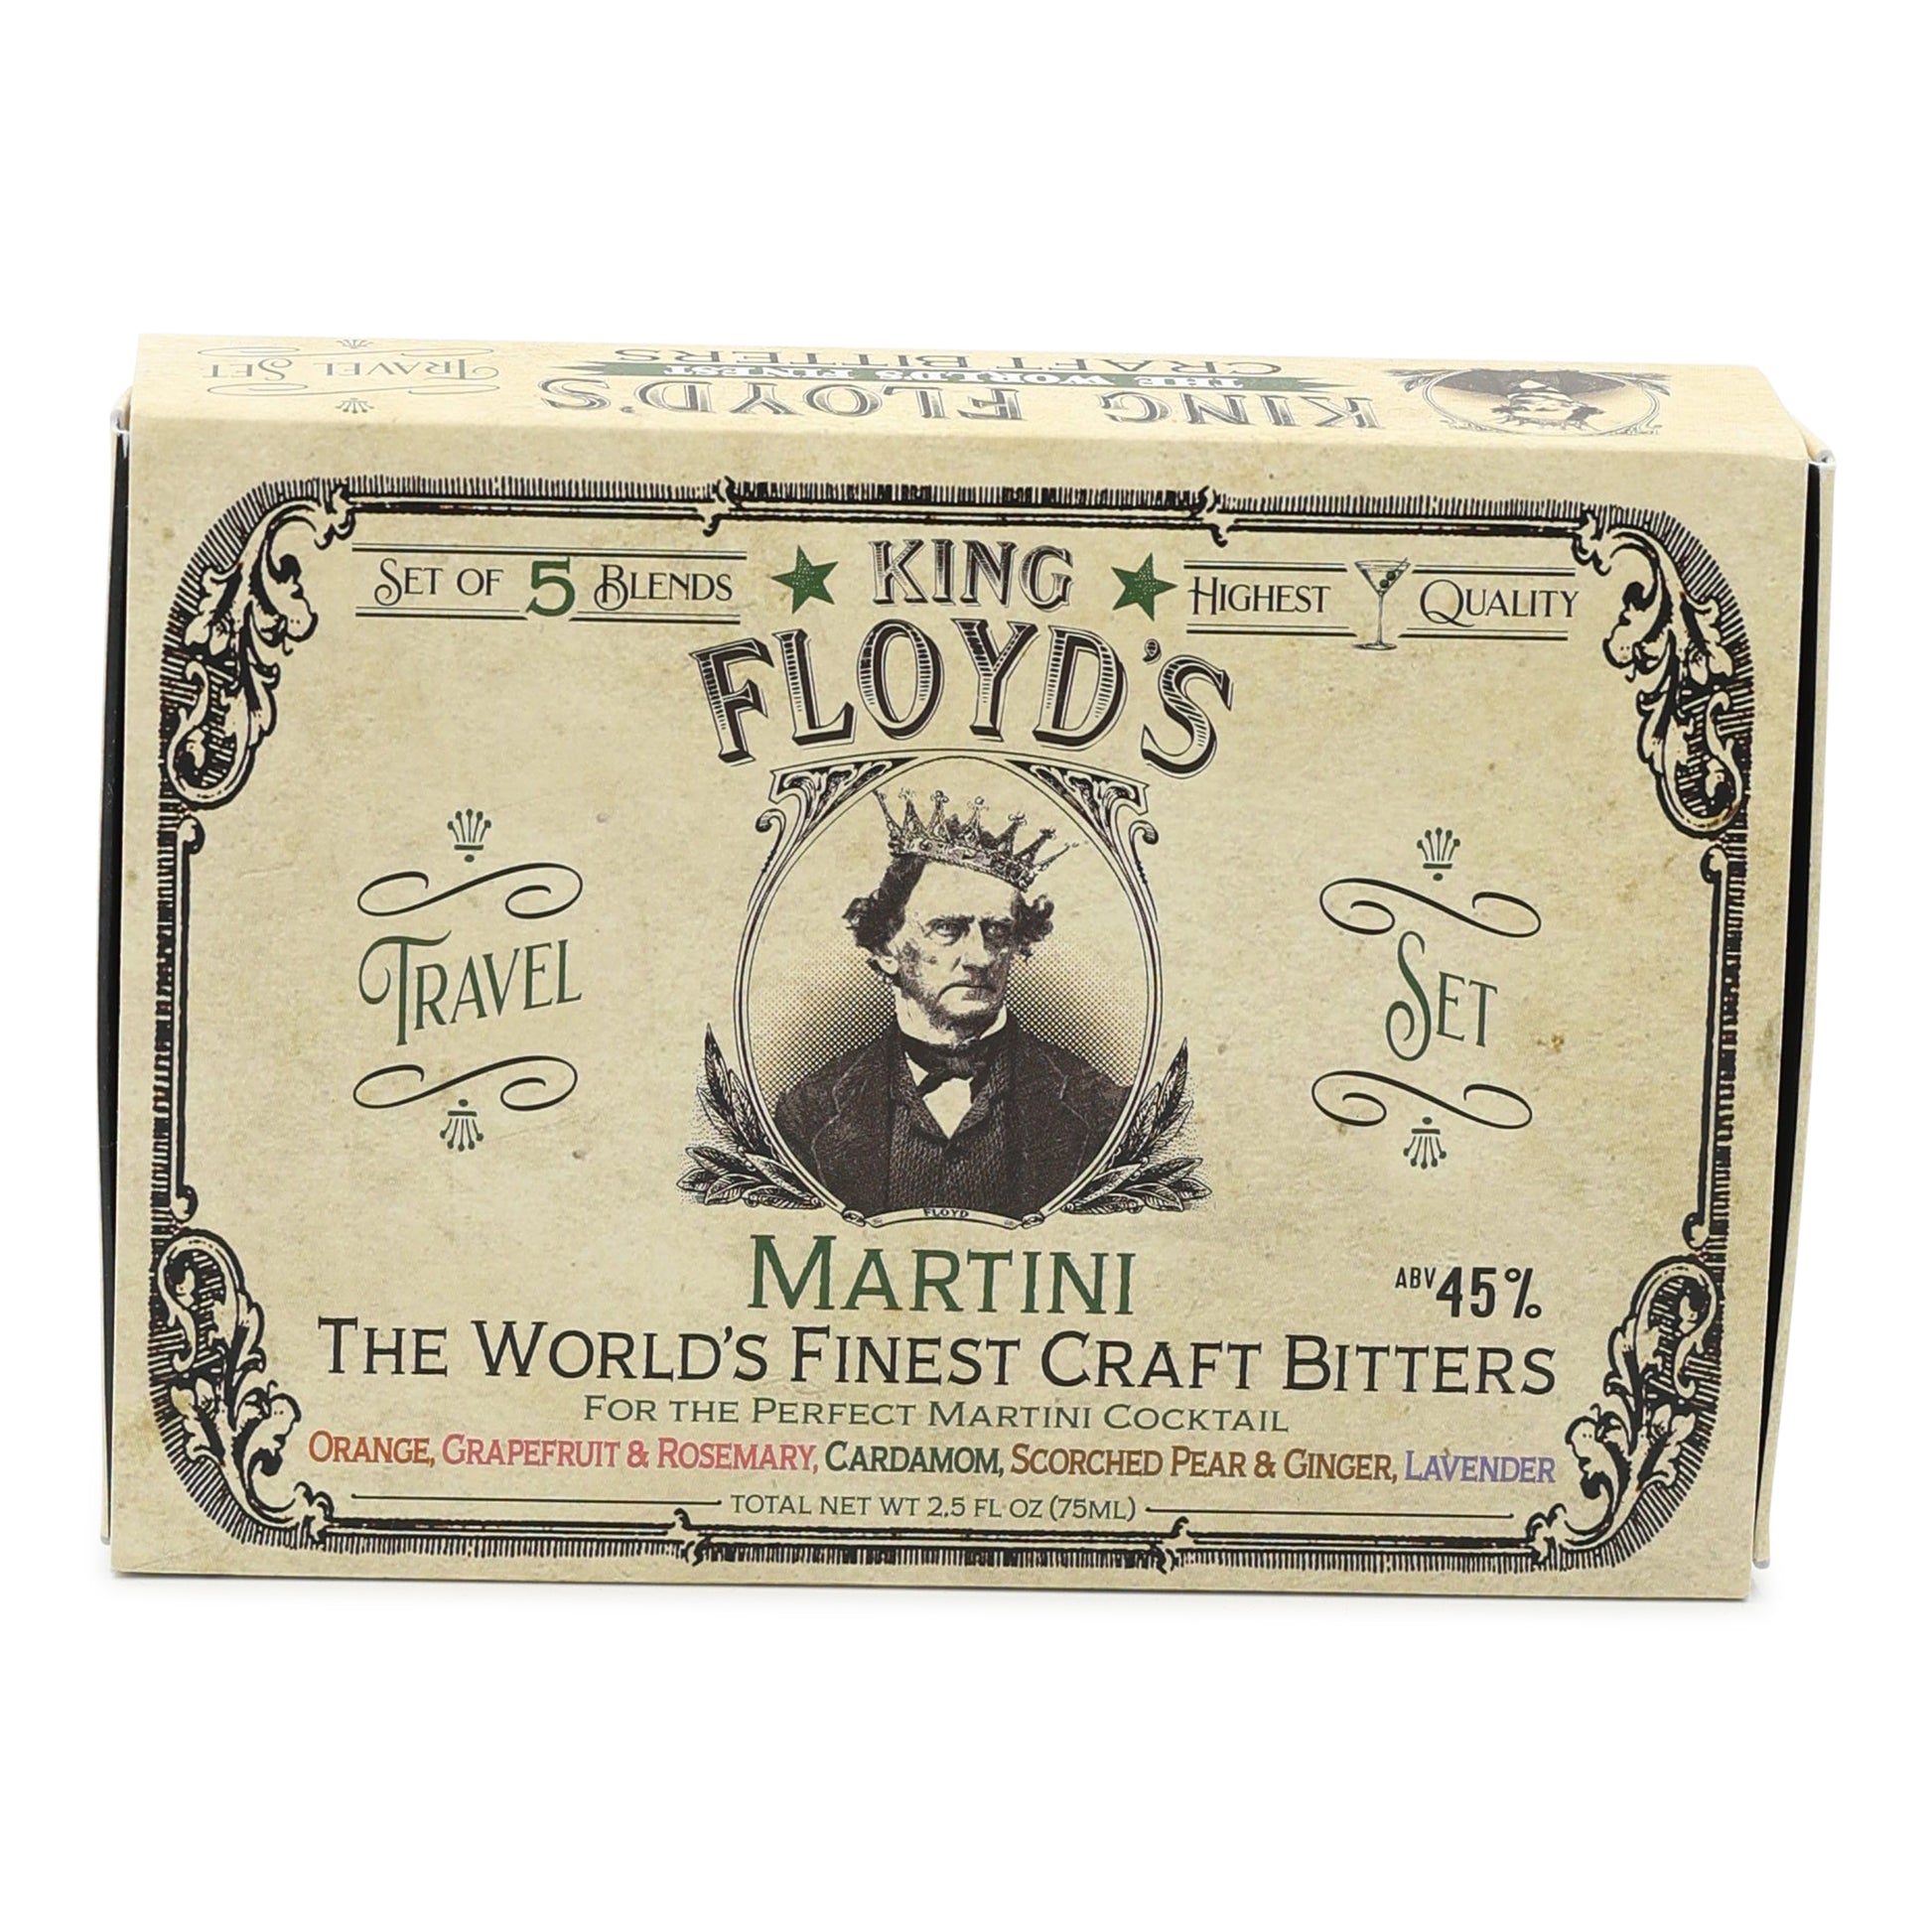 TRAVEL SET
CRAFT BITTERS
THE WORLD'S FINEST
KING FLOYD'S
SET OF 5 BLENDS
KING
HIGHEST QUALITY
FLOYD'S
TRAVEL
SET
FLOYD
MARTINI
ABV 45%
THE WORLD'S FINEST CRAFT BITTERS
FOR THE PERFECT MARTINI COCKTAIL
ORANGE, GRAPEFRUIT & ROSEMARY, CARDAMOM, SCORCHED PEAR & GINGER, LAVENDER
TOTAL NET WT 2.5 FL OZ (75ML)